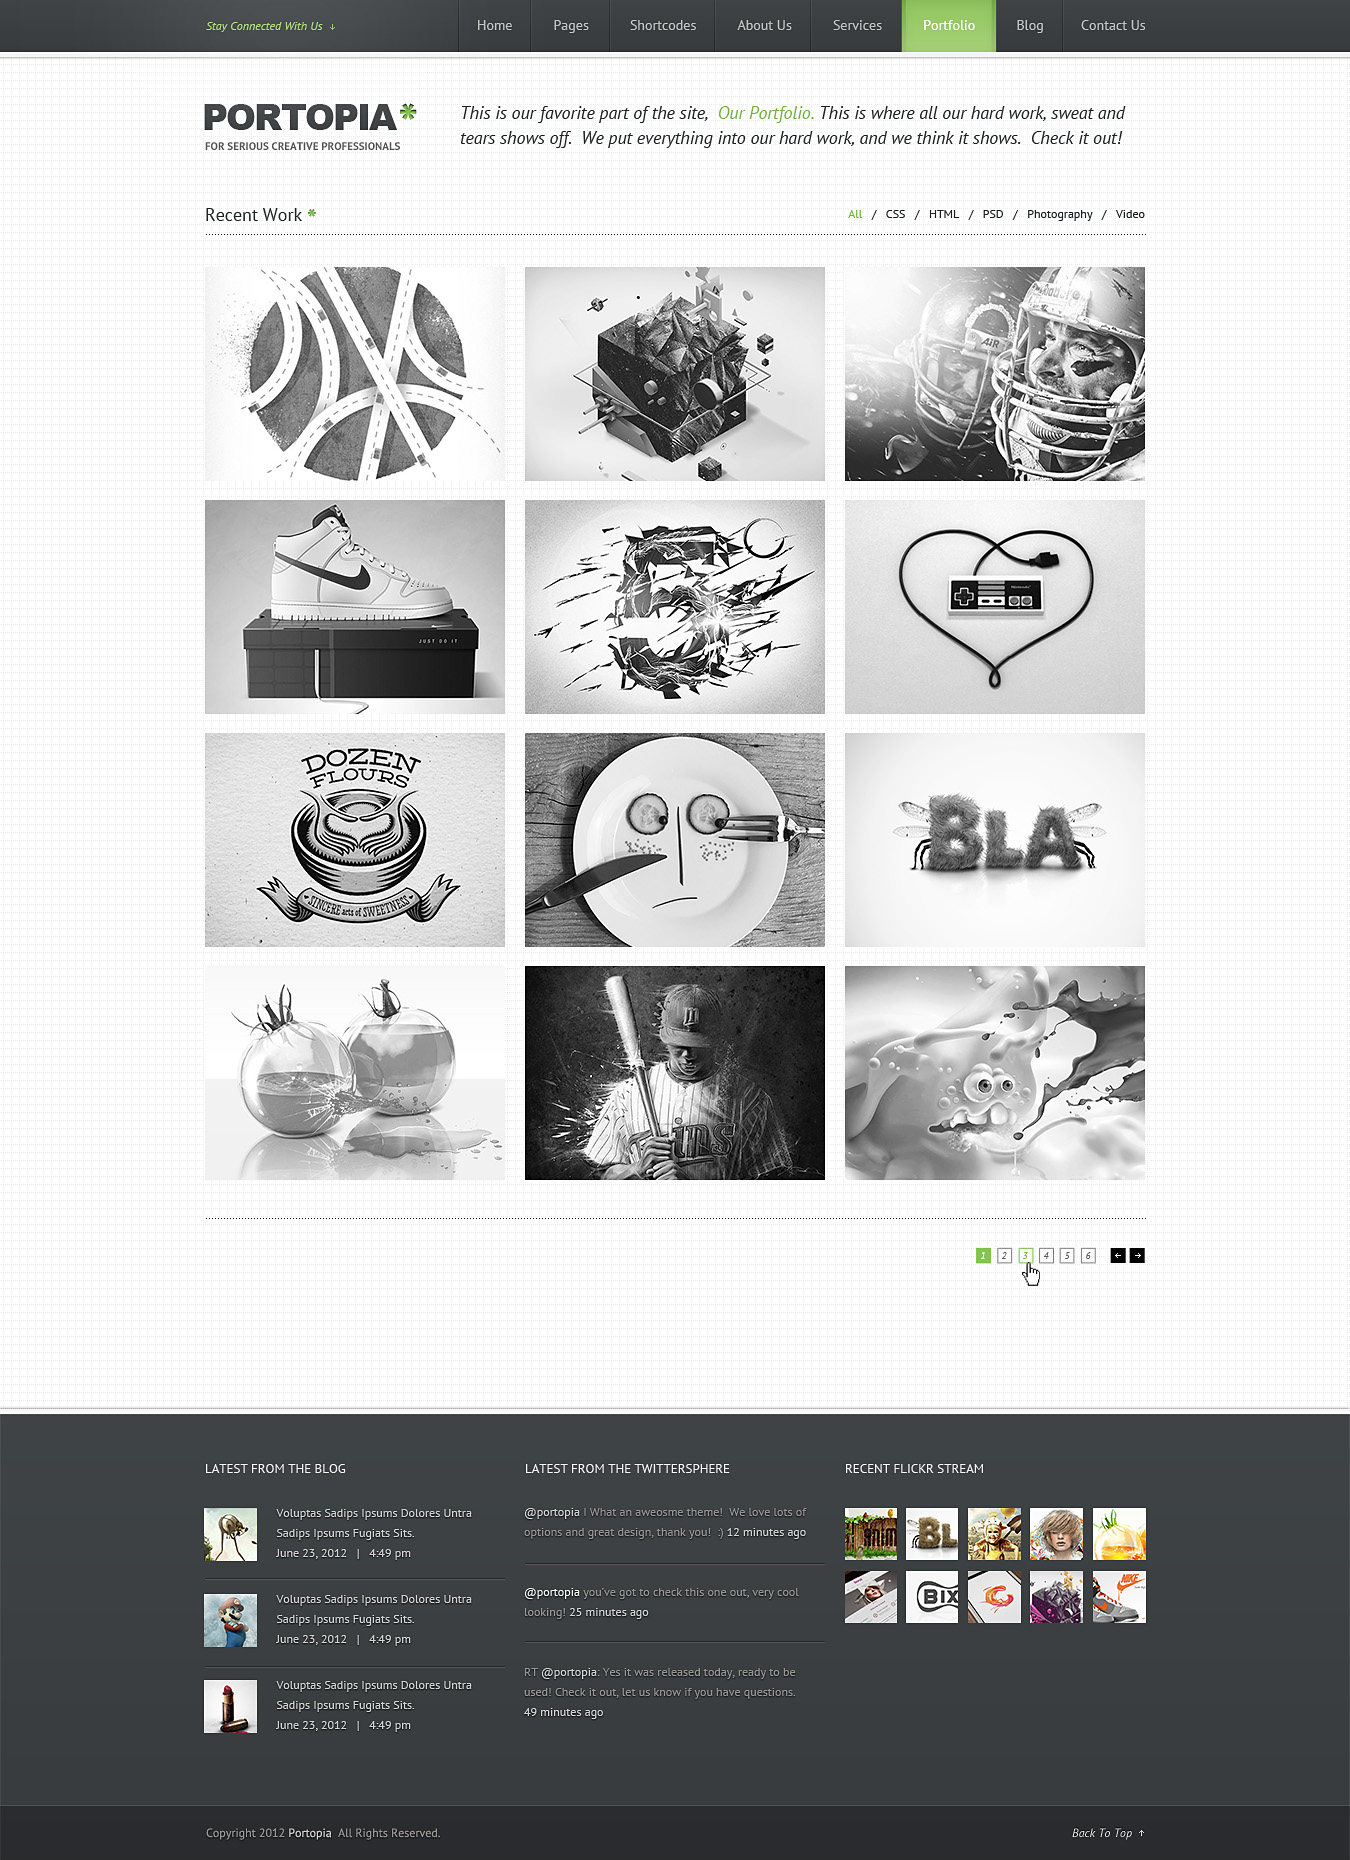 Stay Connected With Us ↓
Home Pages Shortcodes About Us Services Portfolio Blog Contact Us
PORTOPIA*
FOR SERIOUS CREATIVE PROFESSIONALS
This is our favorite part of the site, Our Portfolio. This is where all our hard work, sweat and
tears shows off. We put everything into our hard work, and we think it shows. Check it out!
Recent Work *
All / CSS / HTML / PSD / Photography / Video
AiR
JUST DO IT
Nintendo
DOZEN
FLOURS
SINCERE acts of SWEETNESS
BLA
1 2 3 4 5 6 ← →
LATEST FROM THE BLOG
Voluptas Sadips Ipsums Dolores Untra
Sadips Ipsums Fugiats Sits.
June 23, 2012 | 4:49 pm
Voluptas Sadips Ipsums Dolores Untra
Sadips Ipsums Fugiats Sits.
June 23, 2012 | 4:49 pm
Voluptas Sadips Ipsums Dolores Untra
Sadips Ipsums Fugiats Sits.
June 23, 2012 | 4:49 pm
LATEST FROM THE TWITTERSPHERE
@portopia ! What an aweosme theme! We love lots of
options and great design, thank you! :) 12 minutes ago
@portopia you've got to check this one out, very cool
looking! 25 minutes ago
RT @portopia: Yes it was released today, ready to be
used! Check it out, let us know if you have questions.
49 minutes ago
RECENT FLICKR STREAM
BL
BIX
NIKE
Copyright 2012 Portopia All Rights Reserved.
Back To Top ↑